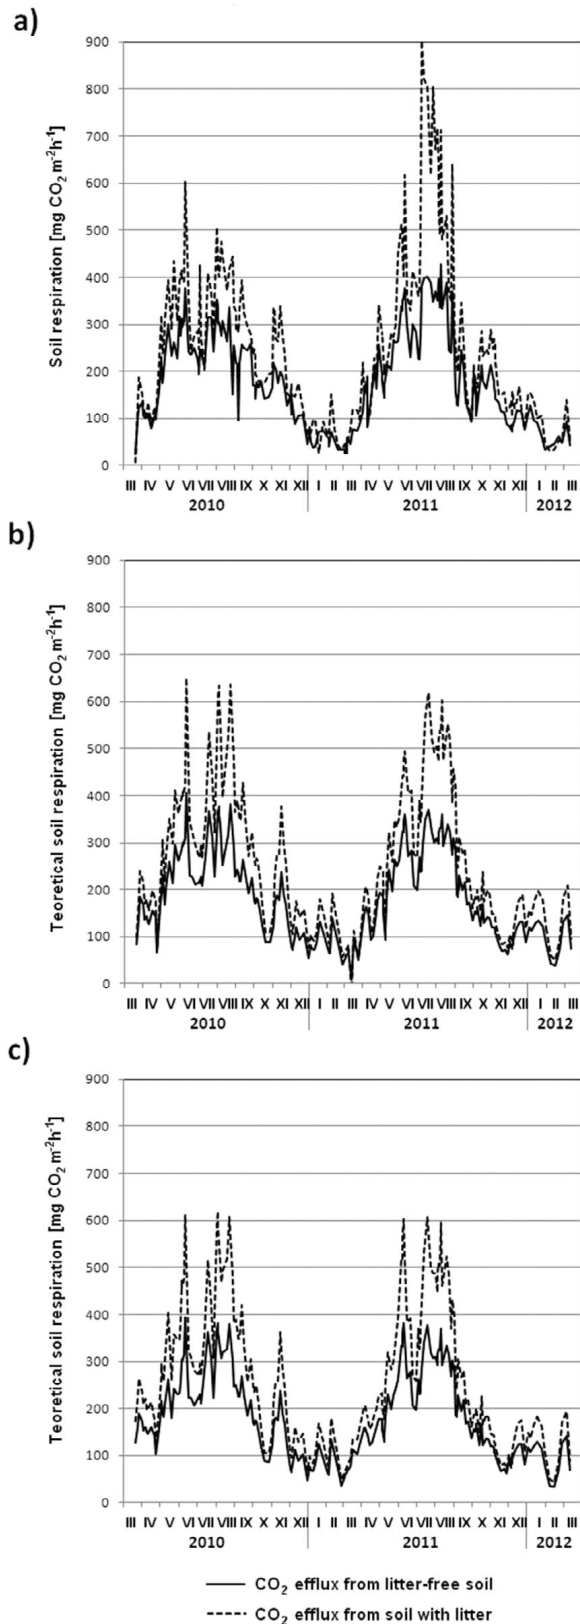 a)
Soil respiration [mg CO₂ m⁻²h⁻¹]
900
800
700
600
500
400
300
200
100
0
III IV V VI VII VIII IX X XI XII I II III IV V VI VII VIII IX X XI XII I II III
2010 2011 2012
b)
Teoretical soil respiration [mg CO₂ m⁻²h⁻¹]
900
800
700
600
500
400
300
200
100
0
III IV V VI VII VIII IX X XI XII I II III IV V VI VII VIII IX X XI XII I II III
2010 2011 2012
c)
Teoretical soil respiration [mg CO₂ m⁻²h⁻¹]
900
800
700
600
500
400
300
200
100
0
III IV V VI VII VIII IX X XI XII I II III IV V VI VII VIII IX X XI XII I II III
2010 2011 2012
CO₂ efflux from litter-free soil
CO₂ efflux from soil with litter